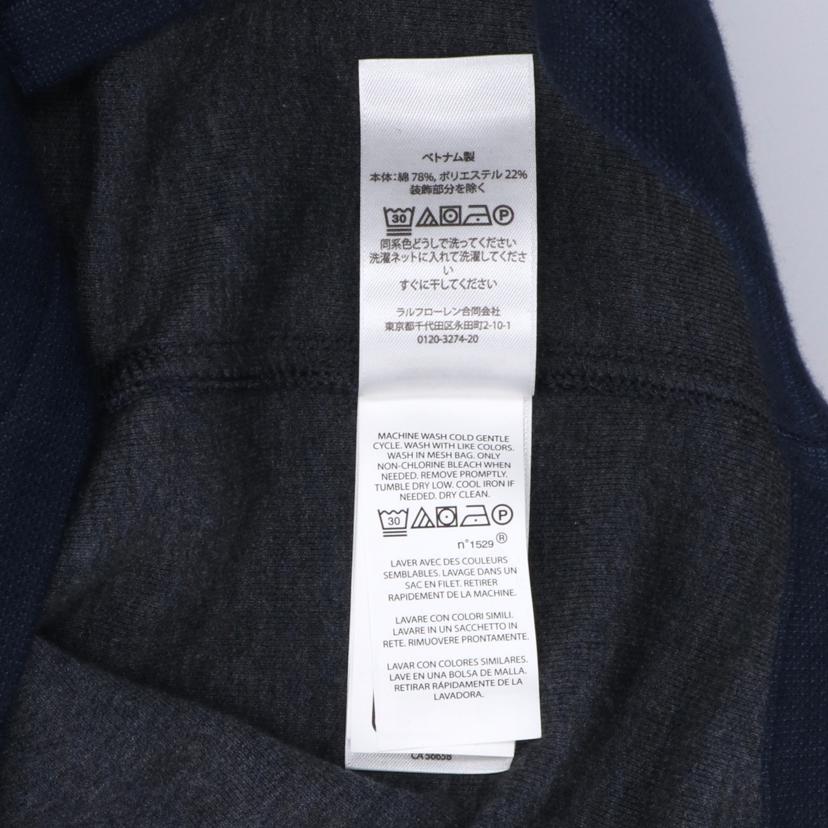 ベトナム製
本体：綿 78%, ポリエステル 22%
装飾部分を除く
30 P
同系色どうしで洗ってください
洗濯ネットに入れて洗濯してくださ
い
すぐに干してください
ラルフローレン合同会社
東京都千代田区永田町2-10-1
0120-3274-20
MACHINE WASH COLD GENTLE
CYCLE. WASH WITH LIKE COLORS.
WASH IN MESH BAG. ONLY
NON-CHLORINE BLEACH WHEN
NEEDED. REMOVE PROMPTLY.
TUMBLE DRY LOW. COOL IRON IF
NEEDED. DRY CLEAN.
30 P
n°1529 ®
LAVER AVEC DES COULEURS
SEMBLABLES. LAVAGE DANS UN
SAC EN FILET. RETIRER
RAPIDEMENT DE LA MACHINE.
LAVARE CON COLORI SIMILI.
LAVARE IN UN SACCHETTO IN
RETE. RIMUOVERE PRONTAMENTE.
LAVAR CON COLORES SIMILARES.
LAVE EN UNA BOLSA DE MALLA.
RETIRAR RÁPIDAMENTE DE LA
LAVADORA.